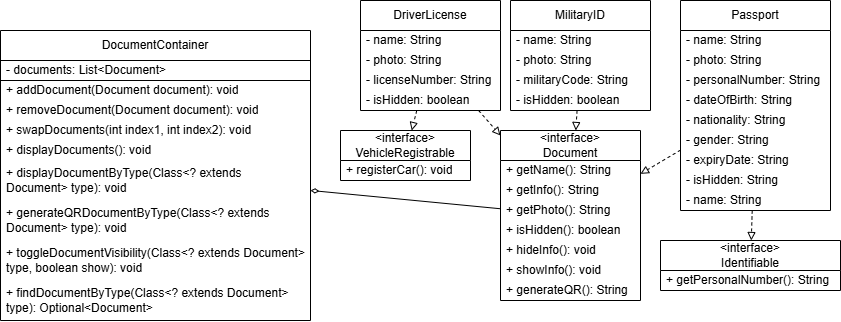 DocumentContainer
- documents: List<Document>
+ addDocument(Document document): void
+ removeDocument(Document document): void
+ swapDocuments(int index1, int index2): void
+ displayDocuments(): void
+ displayDocumentByType(Class<? extends
Document> type): void
+ generateQRDocumentByType(Class<? extends
Document> type): void
+ toggleDocumentVisibility(Class<? extends Document>
type, boolean show): void
+ findDocumentByType(Class<? extends Document>
type): Optional<Document>
DriverLicense
- name: String
- photo: String
- licenseNumber: String
- isHidden: boolean
MilitaryID
- name: String
- photo: String
- militaryCode: String
- isHidden: boolean
Passport
- name: String
- photo: String
- personalNumber: String
- dateOfBirth: String
- nationality: String
- gender: String
- expiryDate: String
- isHidden: String
- name: String
<interface>
VehicleRegistrable
+ registerCar(): void
<interface>
Document
+ getName(): String
+ getInfo(): String
+ getPhoto(): String
+ isHidden(): boolean
+ hideInfo(): void
+ showInfo(): void
+ generateQR(): String
<interface>
Identifiable
+ getPersonalNumber(): String